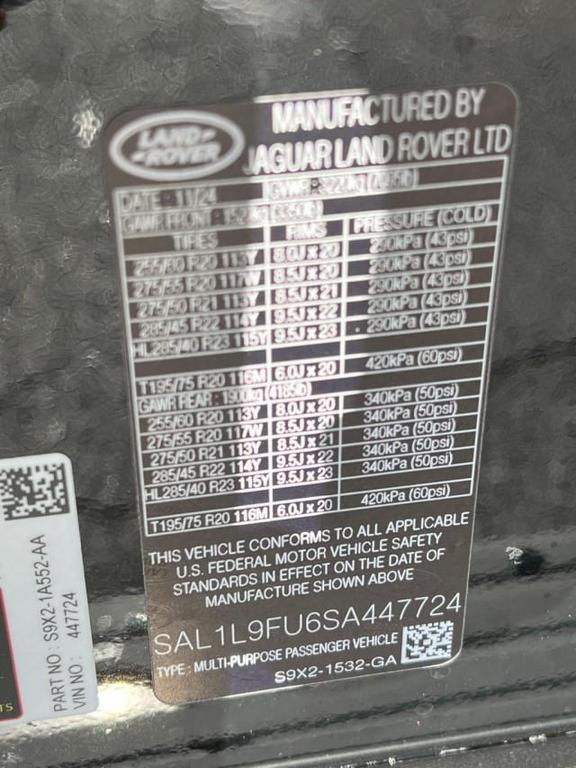 LAND ROVER
MANUFACTURED BY
JAGUAR LAND ROVER LTD
DATE : 11/24
GAWR FRONT :
TIRES RIMS PRESSURE (COLD)
255/60 R20 113Y 8.0J x 20 290kPa (43psi)
275/55 R20 117W 8.5J x 20 290kPa (43psi)
275/50 R21 113Y 8.5J x 21 290kPa (43psi)
285/45 R22 114Y 9.5J x 22 290kPa (43psi)
HL285/40 R23 115Y 9.5J x 23 290kPa (43psi)
T195/75 R20 116M 6.0J x 20 420kPa (60psi)
GAWR REAR : 1900kg (4185lb)
255/60 R20 113Y 8.0J x 20 340kPa (50psi)
275/55 R20 117W 8.5J x 20 340kPa (50psi)
275/50 R21 113Y 8.5J x 21 340kPa (50psi)
285/45 R22 114Y 9.5J x 22 340kPa (50psi)
HL285/40 R23 115Y 9.5J x 23 340kPa (50psi)
T195/75 R20 116M 6.0J x 20 420kPa (60psi)
THIS VEHICLE CONFORMS TO ALL APPLICABLE
U.S. FEDERAL MOTOR VEHICLE SAFETY
STANDARDS IN EFFECT ON THE DATE OF
MANUFACTURE SHOWN ABOVE
SAL1L9FU6SA447724
TYPE : MULTI-PURPOSE PASSENGER VEHICLE
S9X2-1532-GA
PART NO : S9X2-1A552-AA
VIN NO : 447724